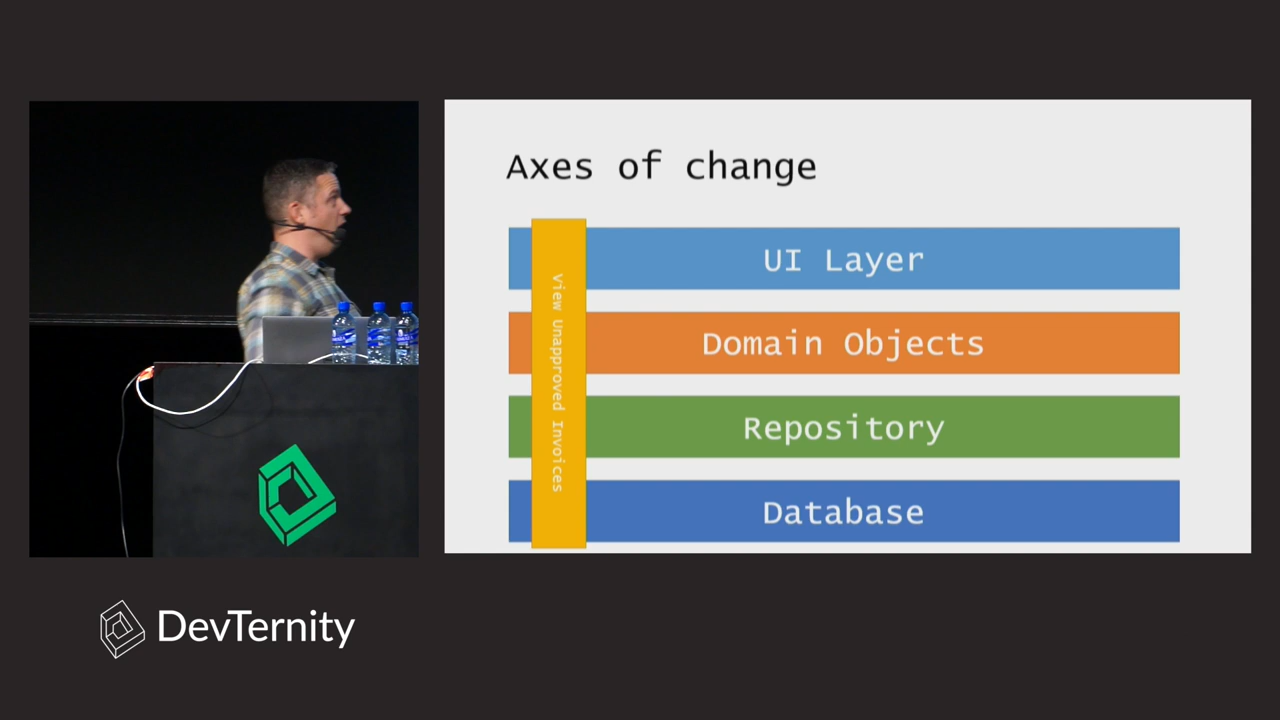 Axes of change
UI Layer
View Unapproved Invoices
Domain Objects
Repository
Database
DevTernity